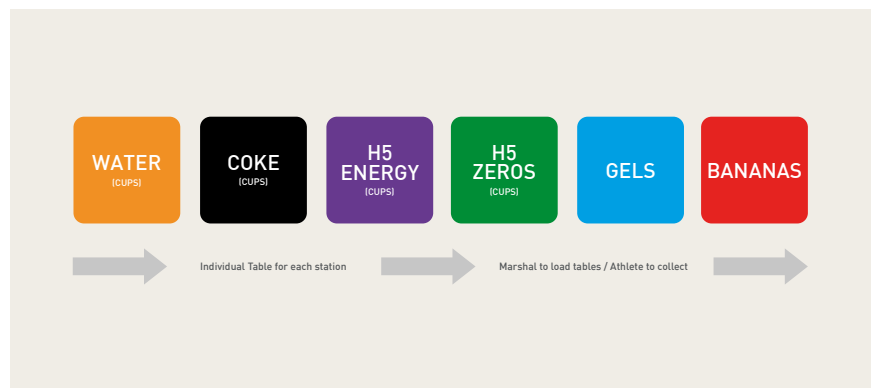 WATER
(CUPS)
COKE
(CUPS)
H5
ENERGY
(CUPS)
H5
ZEROS
(CUPS)
GELS
BANANAS
Individual Table for each station
Marshal to load tables / Athlete to collect